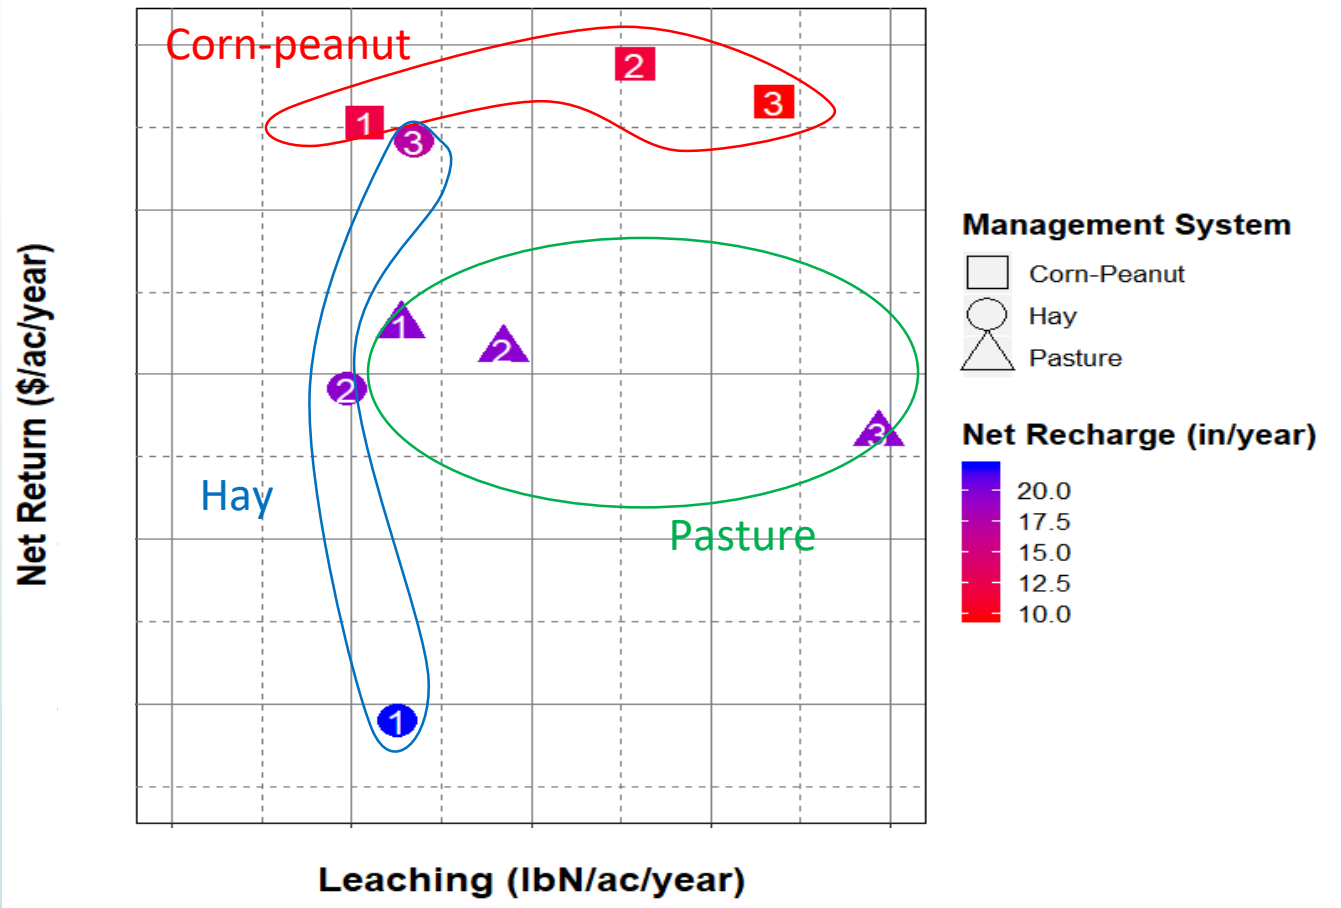 Corn-peanut
2
3
1
3
1
2
2
3
Hay
Pasture
1
Net Return ($/ac/year)
Leaching (lbN/ac/year)
Management System
Corn-Peanut
Hay
Pasture
Net Recharge (in/year)
20.0
17.5
15.0
12.5
10.0